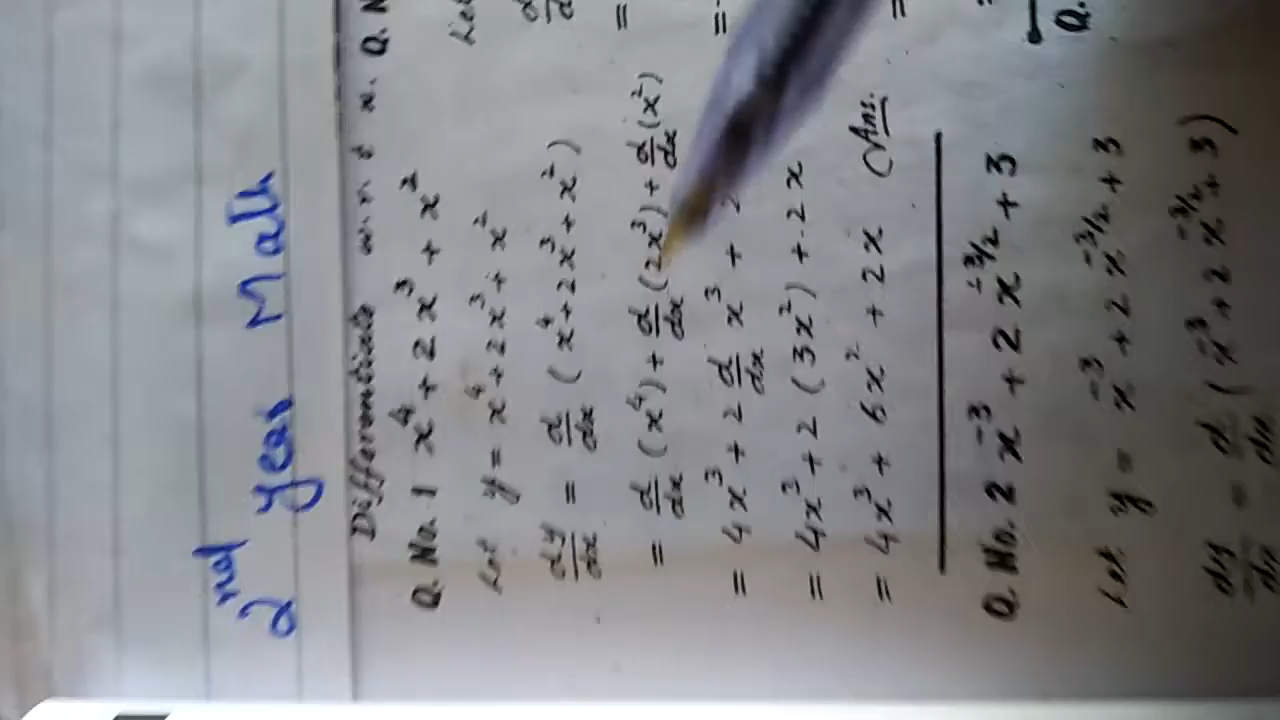 2nd year Math
Differentiate w.r.t x.
Q. No. 1 x⁴ + 2x³ + x²
Let y = x⁴ + 2x³ + x²
dy/dx = d/dx (x⁴ + 2x³ + x²)
= d/dx (x⁴) + d/dx (2x³) + d/dx (x²)
= 4x³ + 2 d/dx x³ + 2
= 4x³ + 2(3x²) + 2x
= 4x³ + 6x² + 2x (Ans.
Q. No. 2 x⁻³ + 2x⁻³/² + 3
Let y = x⁻³ + 2x⁻³/² + 3
dy/dx = d/dx (x⁻³ + 2x⁻³/² + 3)
Q. N
Let
=
=
=
Q.